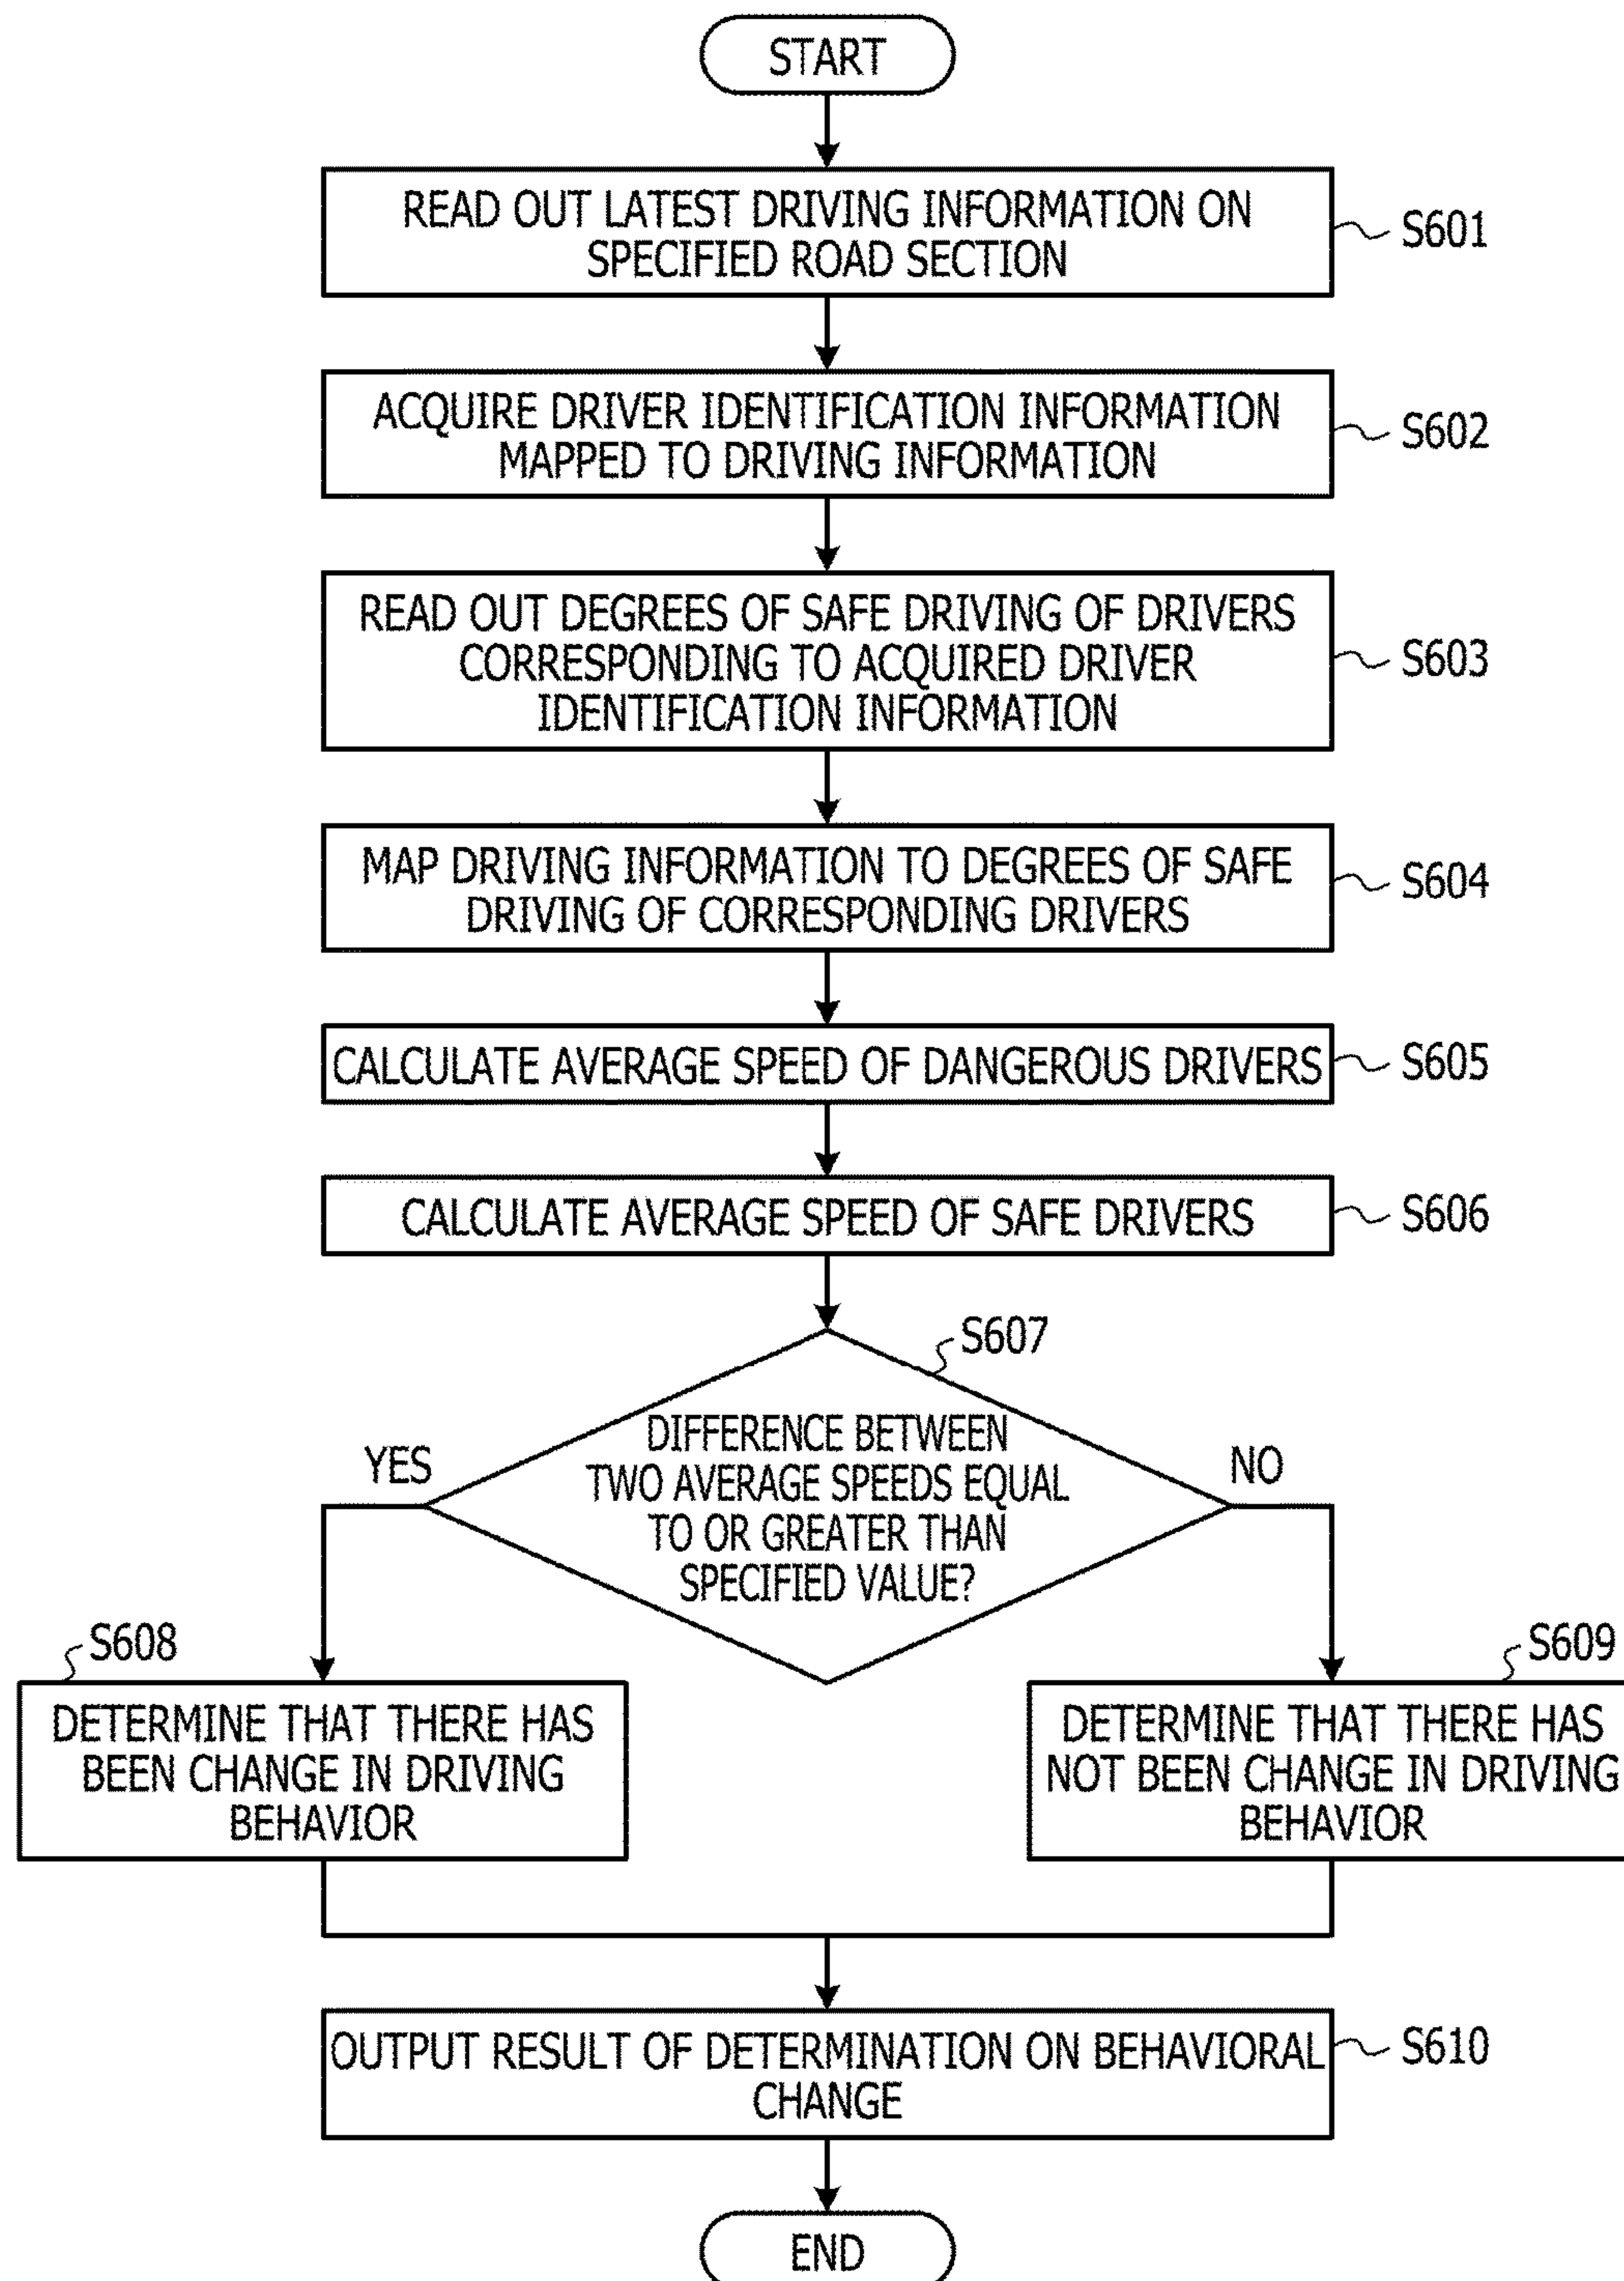 START
READ OUT LATEST DRIVING INFORMATION ON
SPECIFIED ROAD SECTION
S601
ACQUIRE DRIVER IDENTIFICATION INFORMATION
MAPPED TO DRIVING INFORMATION
S602
READ OUT DEGREES OF SAFE DRIVING OF DRIVERS
CORRESPONDING TO ACQUIRED DRIVER
IDENTIFICATION INFORMATION
S603
MAP DRIVING INFORMATION TO DEGREES OF SAFE
DRIVING OF CORRESPONDING DRIVERS
S604
CALCULATE AVERAGE SPEED OF DANGEROUS DRIVERS
S605
CALCULATE AVERAGE SPEED OF SAFE DRIVERS
S606
S607
DIFFERENCE BETWEEN
TWO AVERAGE SPEEDS EQUAL
TO OR GREATER THAN
SPECIFIED VALUE?
YES
NO
S608
DETERMINE THAT THERE HAS
BEEN CHANGE IN DRIVING
BEHAVIOR
S609
DETERMINE THAT THERE HAS
NOT BEEN CHANGE IN DRIVING
BEHAVIOR
OUTPUT RESULT OF DETERMINATION ON BEHAVIORAL
CHANGE
S610
END